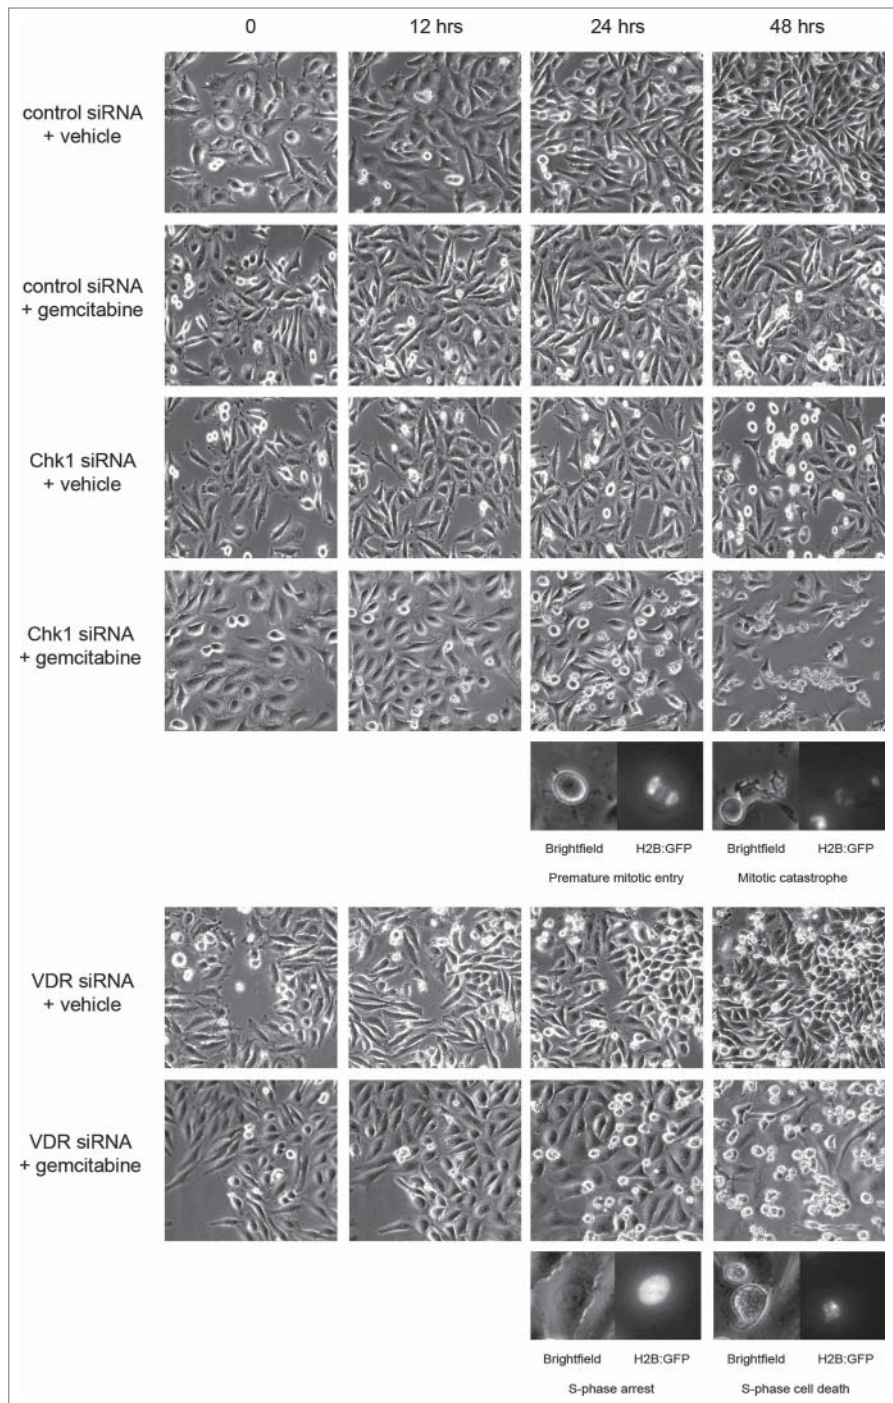 0 12 hrs 24 hrs 48 hrs
control siRNA
+ vehicle
control siRNA
+ gemcitabine
Chk1 siRNA
+ vehicle
Chk1 siRNA
+ gemcitabine
Brightfield H2B:GFP Brightfield H2B:GFP
Premature mitotic entry Mitotic catastrophe
VDR siRNA
+ vehicle
VDR siRNA
+ gemcitabine
Brightfield H2B:GFP Brightfield H2B:GFP
S-phase arrest S-phase cell death